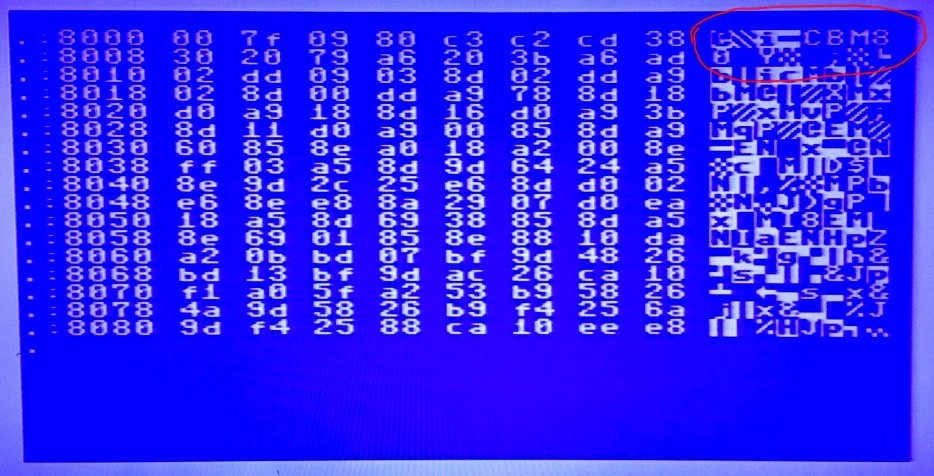 .:8000 00 7f 09 80 c3 c2 cd 38 CBM8
.:8008 30 20 79 a6 20 3b a6 ad
.:8010 02 dd 09 03 8d 02 dd a9
.:8018 02 8d 00 dd a9 78 8d 18
.:8020 d0 a9 18 8d 16 d0 a9 3b
.:8028 8d 11 d0 a9 00 85 8d a9
.:8030 60 85 8e a0 18 a2 00 8e
.:8038 ff 03 a5 8d 9d 64 24 a5
.:8040 8e 9d 2c 25 e6 8d d0 02
.:8048 e6 8e e8 8a 29 07 d0 ea
.:8050 18 a5 8d 69 38 85 8d a5
.:8058 8e 69 01 85 8e 88 10 da
.:8060 a2 0b bd 07 bf 9d 48 26
.:8068 bd 13 bf 9d ac 26 ca 10
.:8070 f1 a0 5f a2 53 b9 58 26
.:8078 4a 9d 58 26 b9 f4 25 6a
.:8080 9d f4 25 88 ca 10 ee e8
.